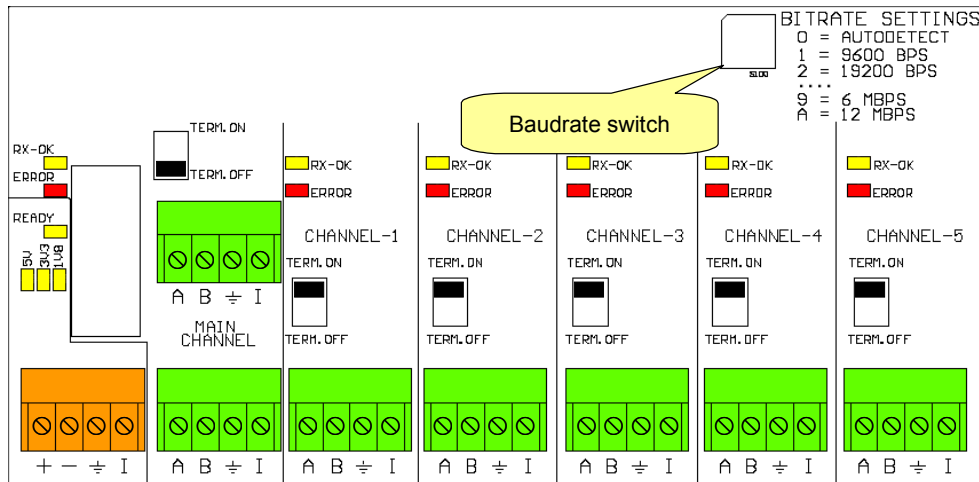 BITRATE SETTINGS
0 = AUTODETECT
1 = 9600 BPS
2 = 19200 BPS
....
9 = 6 MBPS
A = 12 MBPS
S100
Baudrate switch
RX-OK
ERROR
READY
5V
3V3
1V8
TERM.ON
TERM.OFF
A B ⏚ I
MAIN
CHANNEL
RX-OK
ERROR
CHANNEL-1
TERM.ON
TERM.OFF
RX-OK
ERROR
CHANNEL-2
TERM.ON
TERM.OFF
RX-OK
ERROR
CHANNEL-3
TERM.ON
TERM.OFF
RX-OK
ERROR
CHANNEL-4
TERM.ON
TERM.OFF
RX-OK
ERROR
CHANNEL-5
TERM.ON
TERM.OFF
+ − ⏚ I
A B ⏚ I
A B ⏚ I
A B ⏚ I
A B ⏚ I
A B ⏚ I
A B ⏚ I